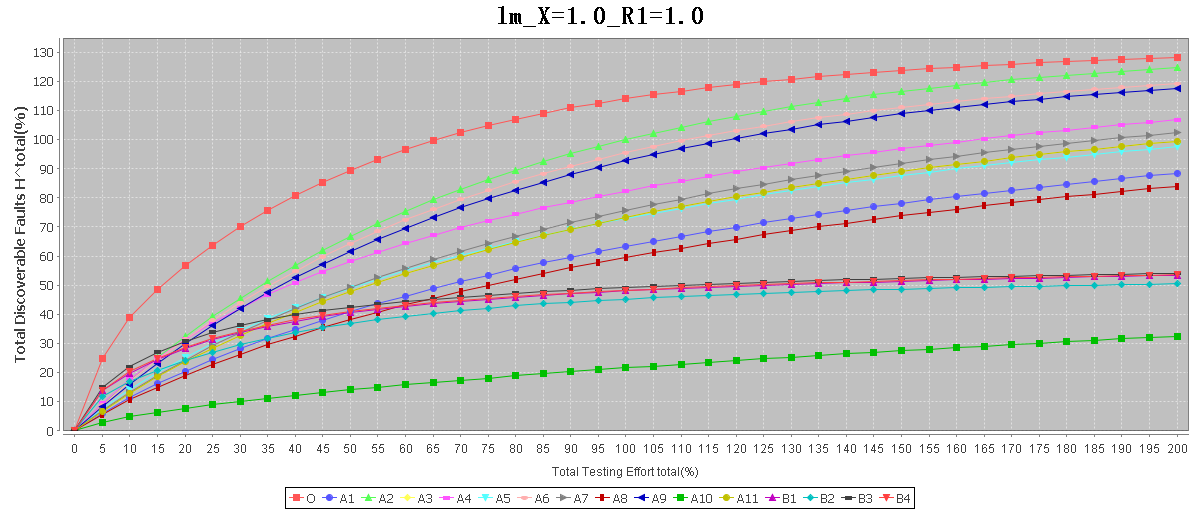 lm_X=1.0_R1=1.0
Total Discoverable Faults H^total(%)
130
120
110
100
90
80
70
60
50
40
30
20
10
0
0 5 10 15 20 25 30 35 40 45 50 55 60 65 70 75 80 85 90 95 100 105 110 115 120 125 130 135 140 145 150 155 160 165 170 175 180 185 190 195 200
Total Testing Effort total(%)
O A1 A2 A3 A4 A5 A6 A7 A8 A9 A10 A11 B1 B2 B3 B4